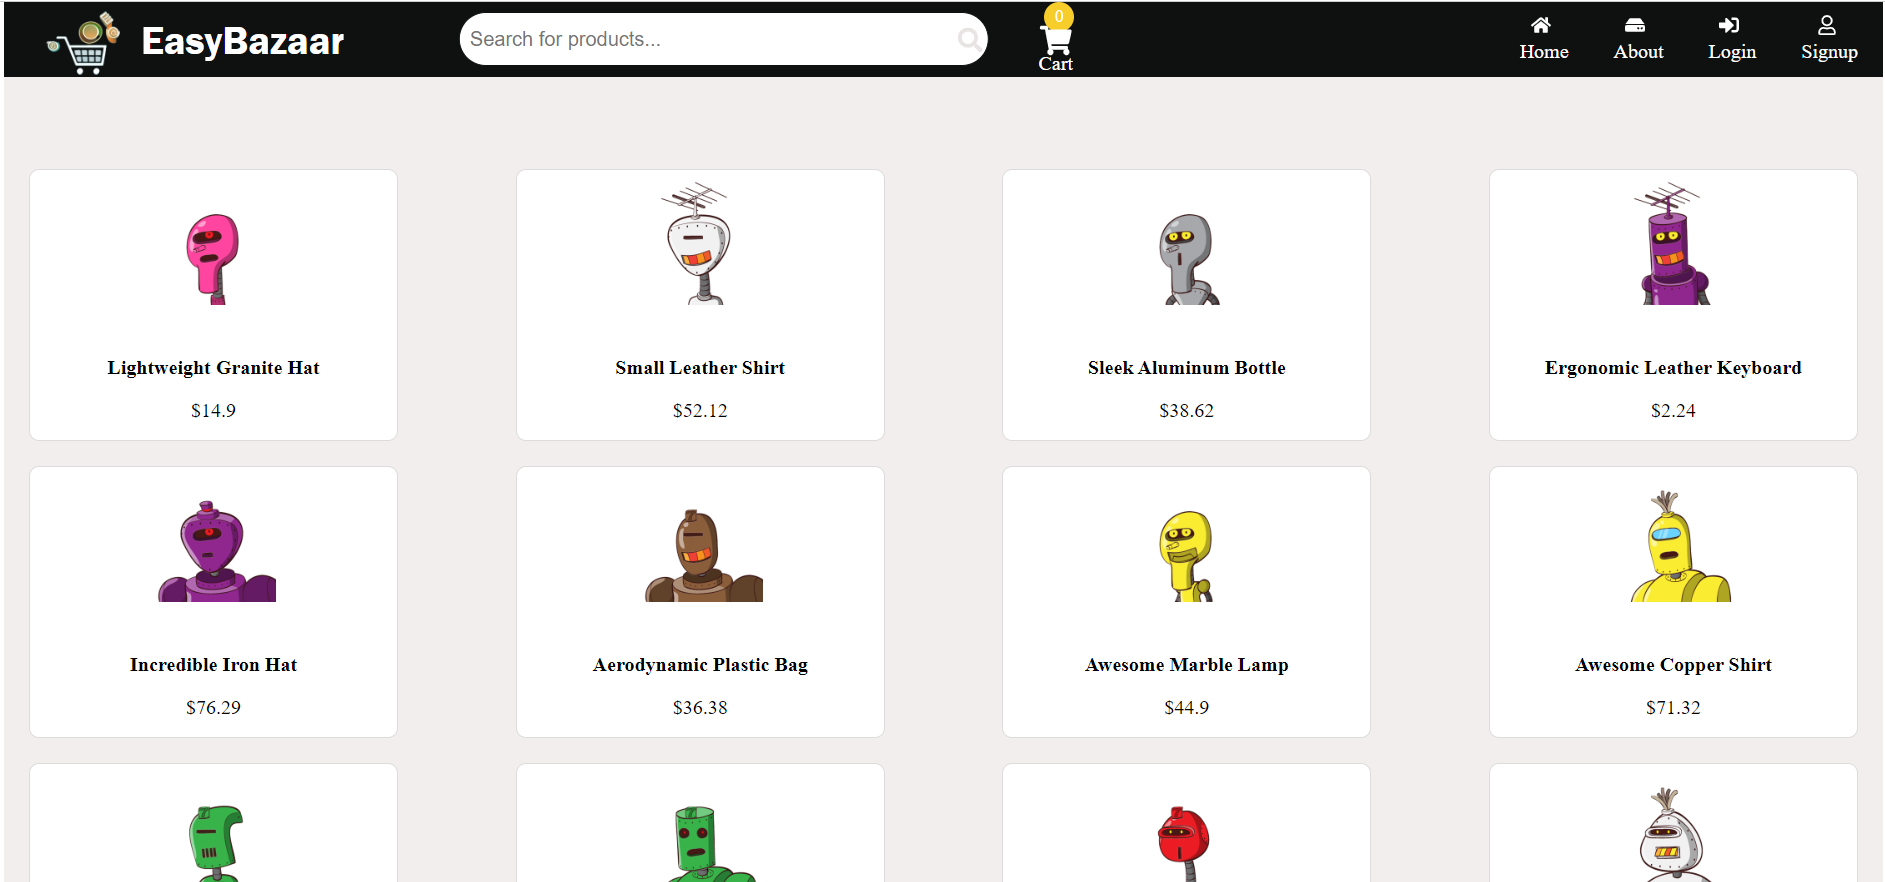 EasyBazaar
Search for products...
0
Cart
Home
About
Login
Signup
Lightweight Granite Hat
$14.9
Small Leather Shirt
$52.12
Sleek Aluminum Bottle
$38.62
Ergonomic Leather Keyboard
$2.24
Incredible Iron Hat
$76.29
Aerodynamic Plastic Bag
$36.38
Awesome Marble Lamp
$44.9
Awesome Copper Shirt
$71.32